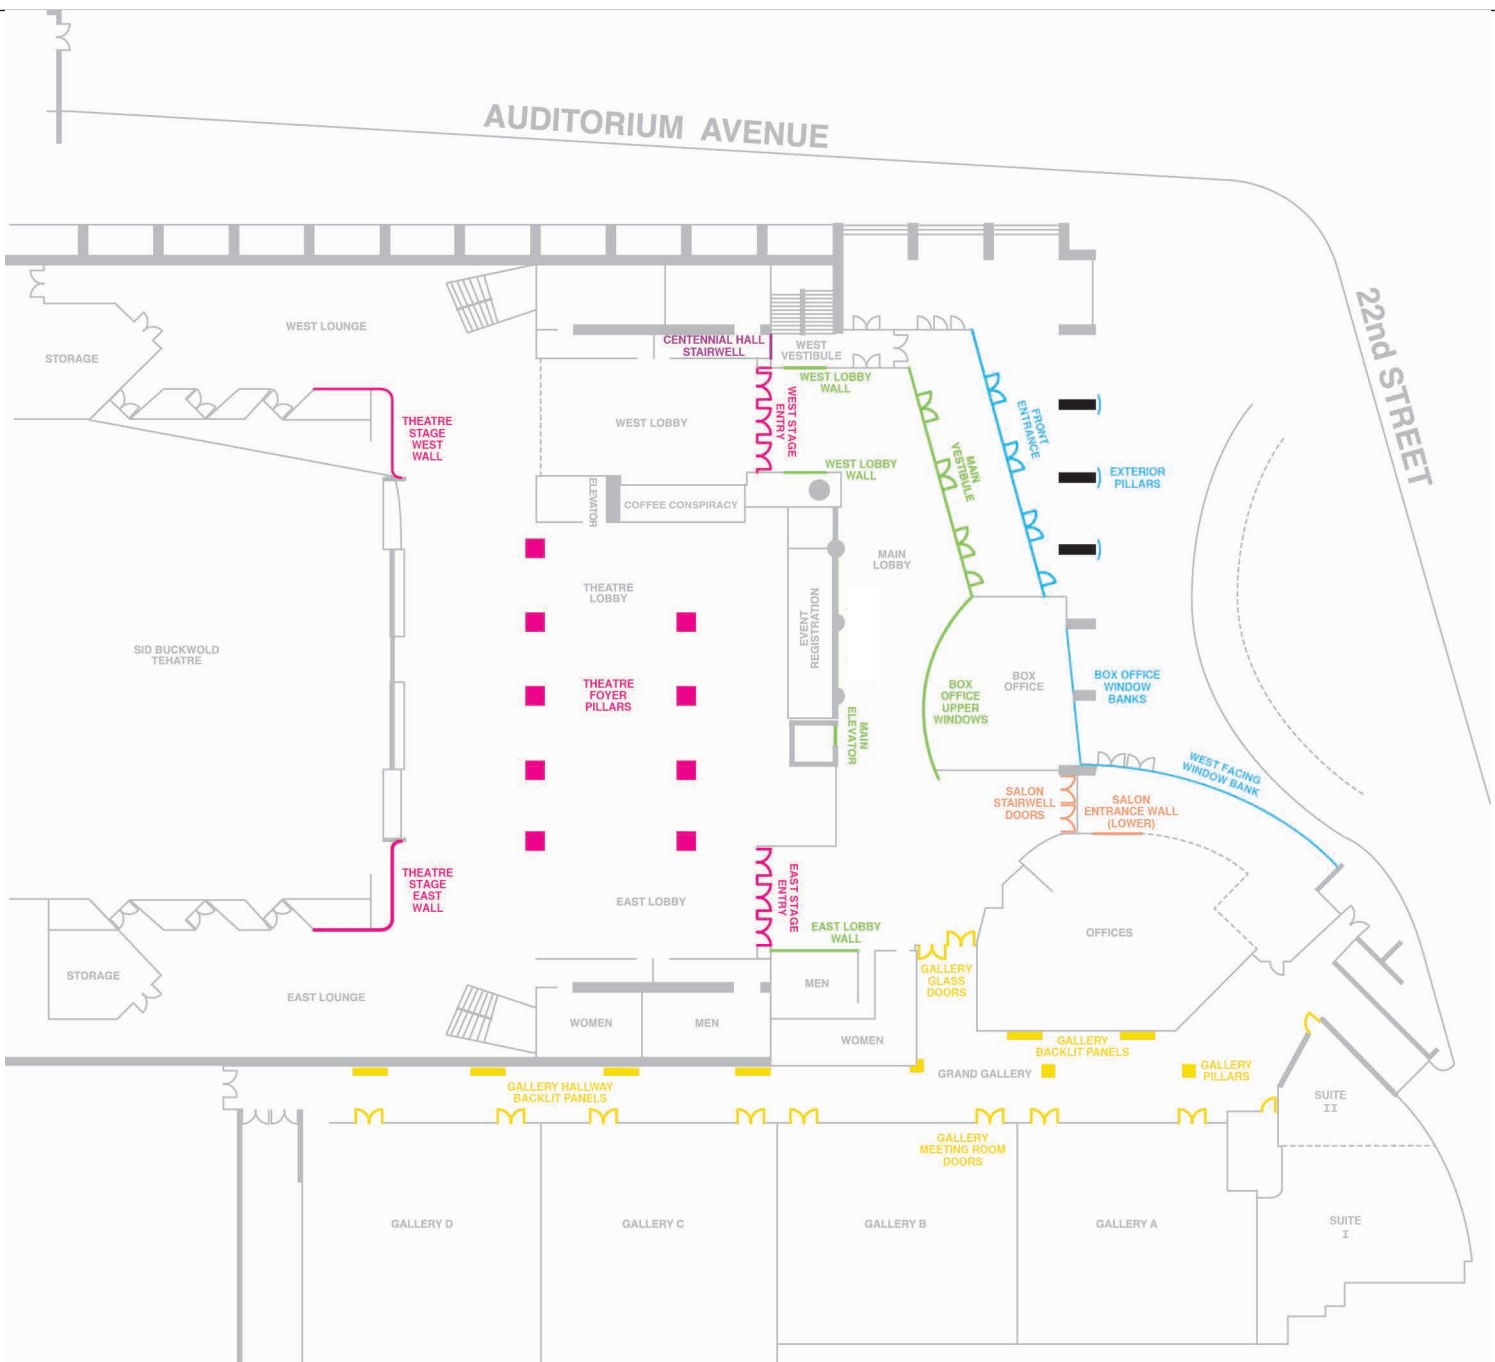 AUDITORIUM AVENUE
22nd STREET
WEST LOUNGE
STORAGE
CENTENNIAL HALL
STAIRWELL
WEST
VESTIBULE
WEST LOBBY
WALL
THEATRE
STAGE
WEST
WALL
WEST LOBBY
WEST STAGE
ENTRY
MAIN
VESTIBULE
FRONT
ENTRANCE
WEST LOBBY
WALL
EXTERIOR
PILLARS
ELEVATOR
COFFEE CONSPIRACY
MAIN
LOBBY
THEATRE
LOBBY
EVENT
REGISTRATION
SID BUCKWOLD
TEHATRE
THEATRE
FOYER
PILLARS
BOX
OFFICE
UPPER
WINDOWS
BOX
OFFICE
BOX OFFICE
WINDOW
BANKS
MAIN
ELEVATOR
WEST FACING
WINDOW BANK
SALON
STAIRWELL
DOORS
SALON
ENTRANCE WALL
(LOWER)
THEATRE
STAGE
EAST
WALL
EAST LOBBY
EAST STAGE
ENTRY
EAST LOBBY
WALL
OFFICES
STORAGE
EAST LOUNGE
MEN
GALLERY
GLASS
DOORS
WOMEN
MEN
WOMEN
GALLERY
BACKLIT PANELS
GRAND GALLERY
GALLERY
PILLARS
GALLERY HALLWAY
BACKLIT PANELS
SUITE
II
GALLERY
MEETING ROOM
DOORS
GALLERY D
GALLERY C
GALLERY B
GALLERY A
SUITE
I